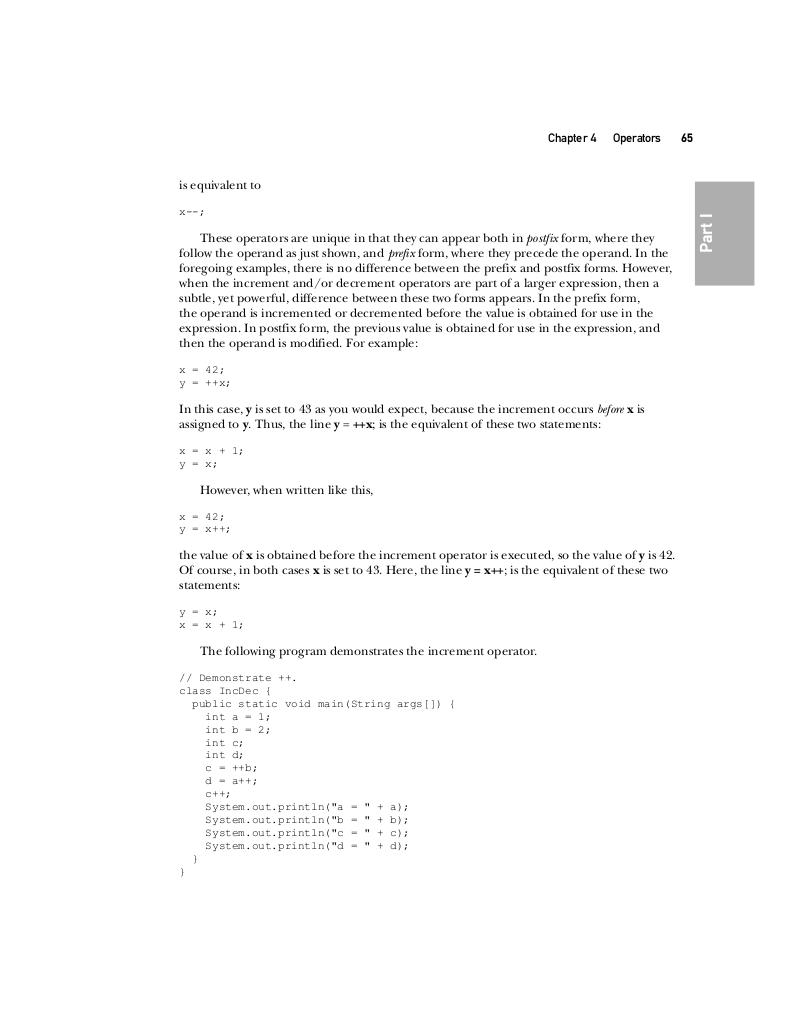 Chapter 4 Operators 65
Part I
is equivalent to
x--;
These operators are unique in that they can appear both in postfix form, where they
follow the operand as just shown, and prefix form, where they precede the operand. In the
foregoing examples, there is no difference between the prefix and postfix forms. However,
when the increment and/or decrement operators are part of a larger expression, then a
subtle, yet powerful, difference between these two forms appears. In the prefix form,
the operand is incremented or decremented before the value is obtained for use in the
expression. In postfix form, the previous value is obtained for use in the expression, and
then the operand is modified. For example:
x = 42;
y = ++x;
In this case, y is set to 43 as you would expect, because the increment occurs before x is
assigned to y. Thus, the line y = ++x; is the equivalent of these two statements:
x = x + 1;
y = x;
However, when written like this,
x = 42;
y = x++;
the value of x is obtained before the increment operator is executed, so the value of y is 42.
Of course, in both cases x is set to 43. Here, the line y = x++; is the equivalent of these two
statements:
y = x;
x = x + 1;
The following program demonstrates the increment operator.
// Demonstrate ++.
class IncDec {
  public static void main(String args[]) {
    int a = 1;
    int b = 2;
    int c;
    int d;
    c = ++b;
    d = a++;
    c++;
    System.out.println("a = " + a);
    System.out.println("b = " + b);
    System.out.println("c = " + c);
    System.out.println("d = " + d);
  }
}